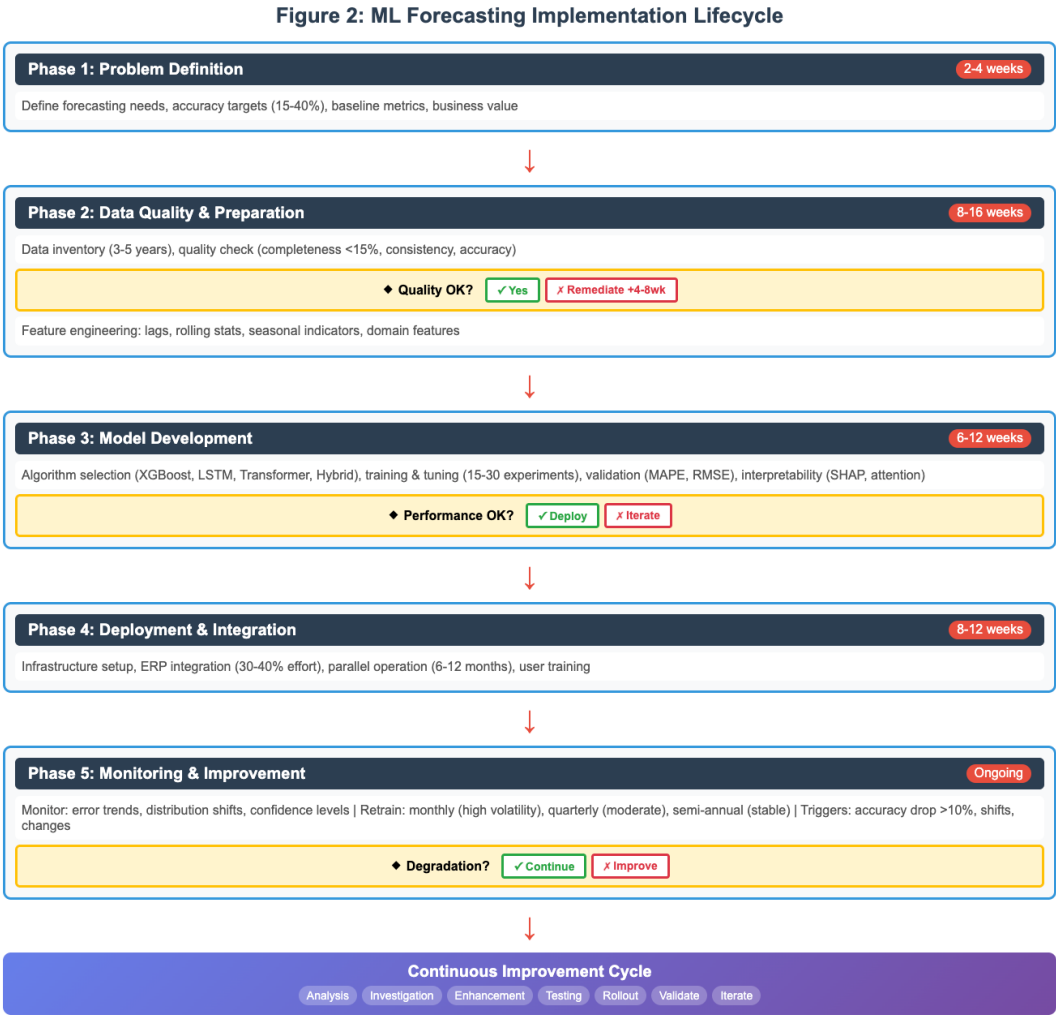 Figure 2: ML Forecasting Implementation Lifecycle
Phase 1: Problem Definition
2-4 weeks
Define forecasting needs, accuracy targets (15-40%), baseline metrics, business value
↓
Phase 2: Data Quality & Preparation
8-16 weeks
Data inventory (3-5 years), quality check (completeness <15%, consistency, accuracy)
◆ Quality OK? ✓ Yes ✗ Remediate +4-8wk
Feature engineering: lags, rolling stats, seasonal indicators, domain features
↓
Phase 3: Model Development
6-12 weeks
Algorithm selection (XGBoost, LSTM, Transformer, Hybrid), training & tuning (15-30 experiments), validation (MAPE, RMSE), interpretability (SHAP, attention)
◆ Performance OK? ✓ Deploy ✗ Iterate
↓
Phase 4: Deployment & Integration
8-12 weeks
Infrastructure setup, ERP integration (30-40% effort), parallel operation (6-12 months), user training
↓
Phase 5: Monitoring & Improvement
Ongoing
Monitor: error trends, distribution shifts, confidence levels | Retrain: monthly (high volatility), quarterly (moderate), semi-annual (stable) | Triggers: accuracy drop >10%, shifts,
changes
◆ Degradation? ✓ Continue ✗ Improve
↓
Continuous Improvement Cycle
Analysis Investigation Enhancement Testing Rollout Validate Iterate